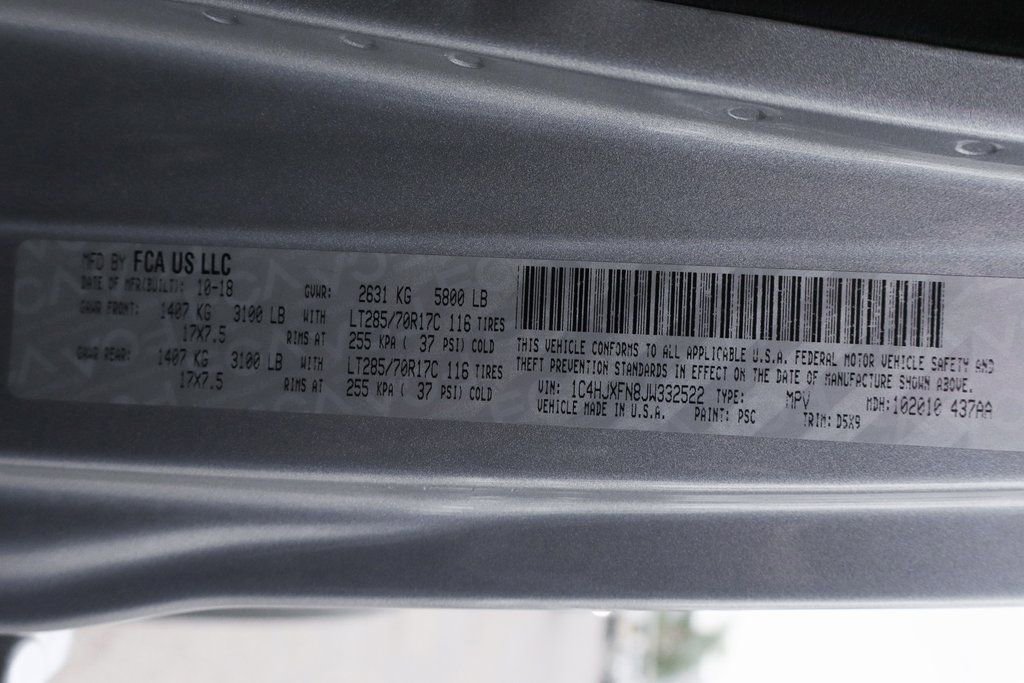 MFD BY FCA US LLC
DATE OF MFR(BUILT): 10-18 GVWR: 2631 KG 5800 LB
GAWR FRONT: 1407 KG 3100 LB WITH LT285/70R17C 116 TIRES
17X7.5 RIMS AT 255 KPA ( 37 PSI) COLD
GAWR REAR: 1407 KG 3100 LB WITH LT285/70R17C 116 TIRES
17X7.5 RIMS AT 255 KPA ( 37 PSI) COLD
THIS VEHICLE CONFORMS TO ALL APPLICABLE U.S.A. FEDERAL MOTOR VEHICLE SAFETY AND
THEFT PREVENTION STANDARDS IN EFFECT ON THE DATE OF MANUFACTURE SHOWN ABOVE.
VIN: 1C4HJXFN8JW332522 TYPE: MPV MDH: 102010 437AA
VEHICLE MADE IN U.S.A. PAINT: PSC TRIM: D5X9